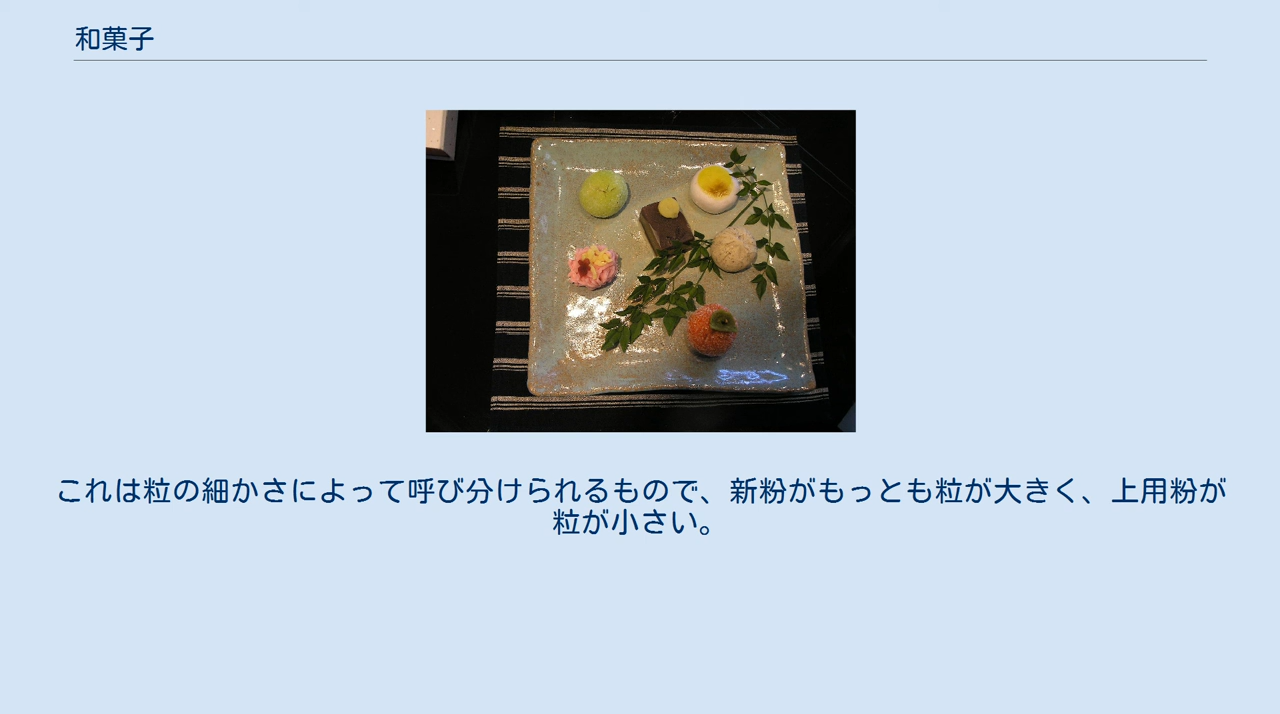 和菓子
これは粒の細かさによって呼び分けられるもので、新粉がもっとも粒が大きく、上用粉が
粒が小さい。